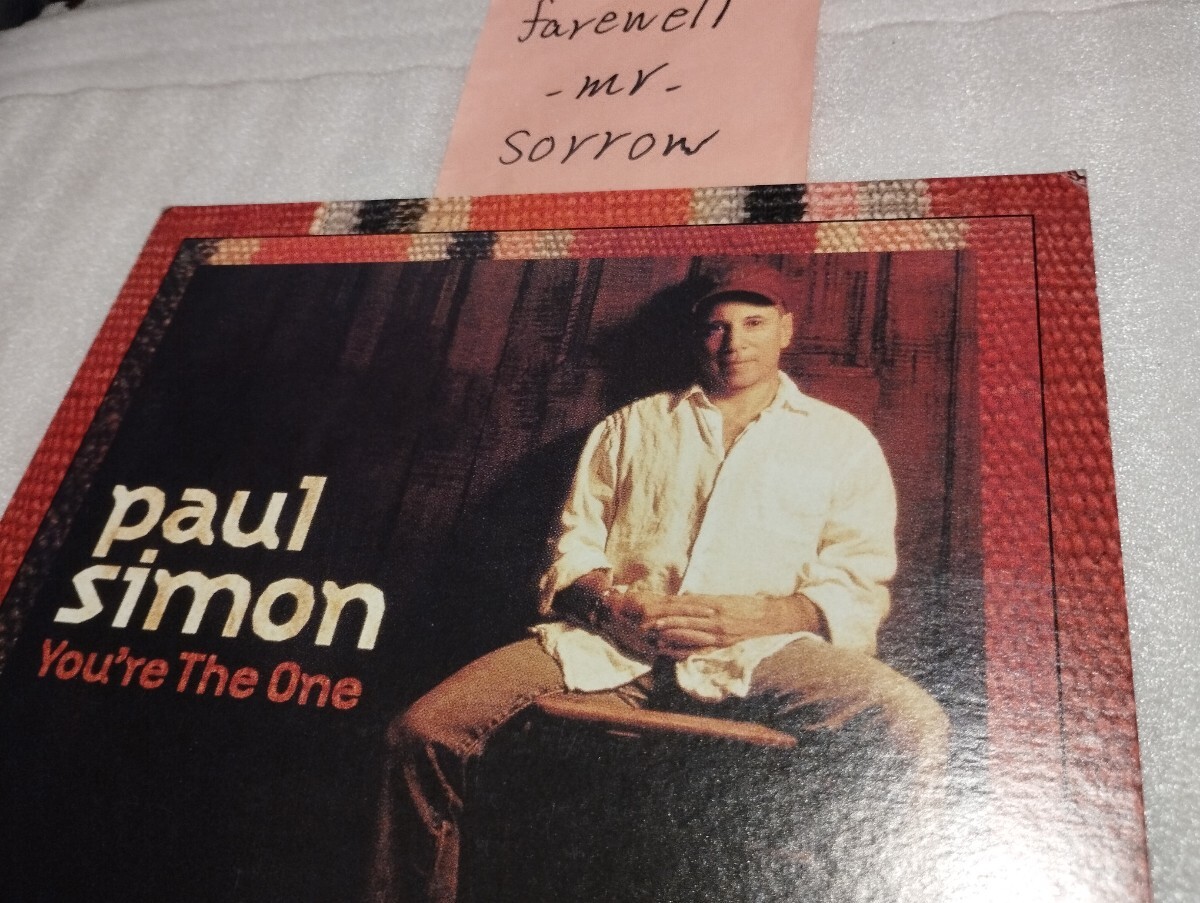 farewell
-mr-
sorrow
paul
simon
You're The One